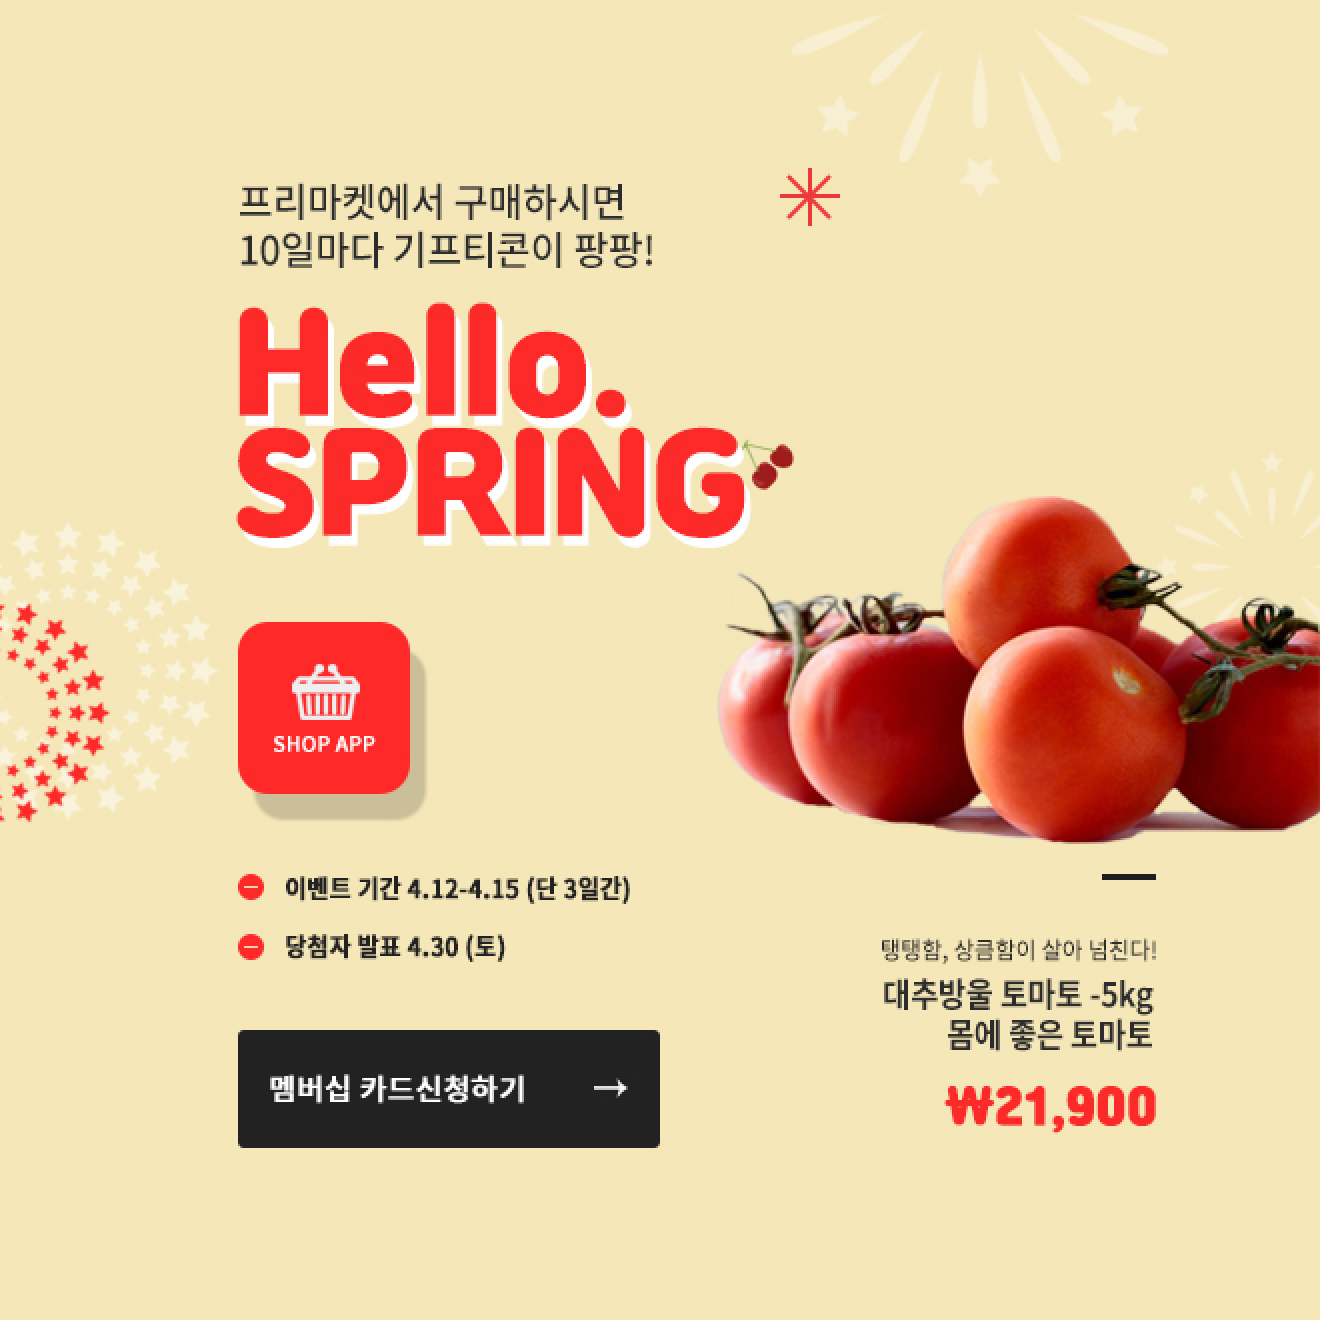 프리마켓에서 구매하시면
10일마다 기프티콘이 팡팡!
Hello.
SPRING
SHOP APP
이벤트 기간 4.12-4.15 (단 3일간)
당첨자 발표 4.30 (토)
멤버십 카드신청하기
탱탱함, 상큼함이 살아 넘친다!
대추방울 토마토 -5kg
몸에 좋은 토마토
₩21,900